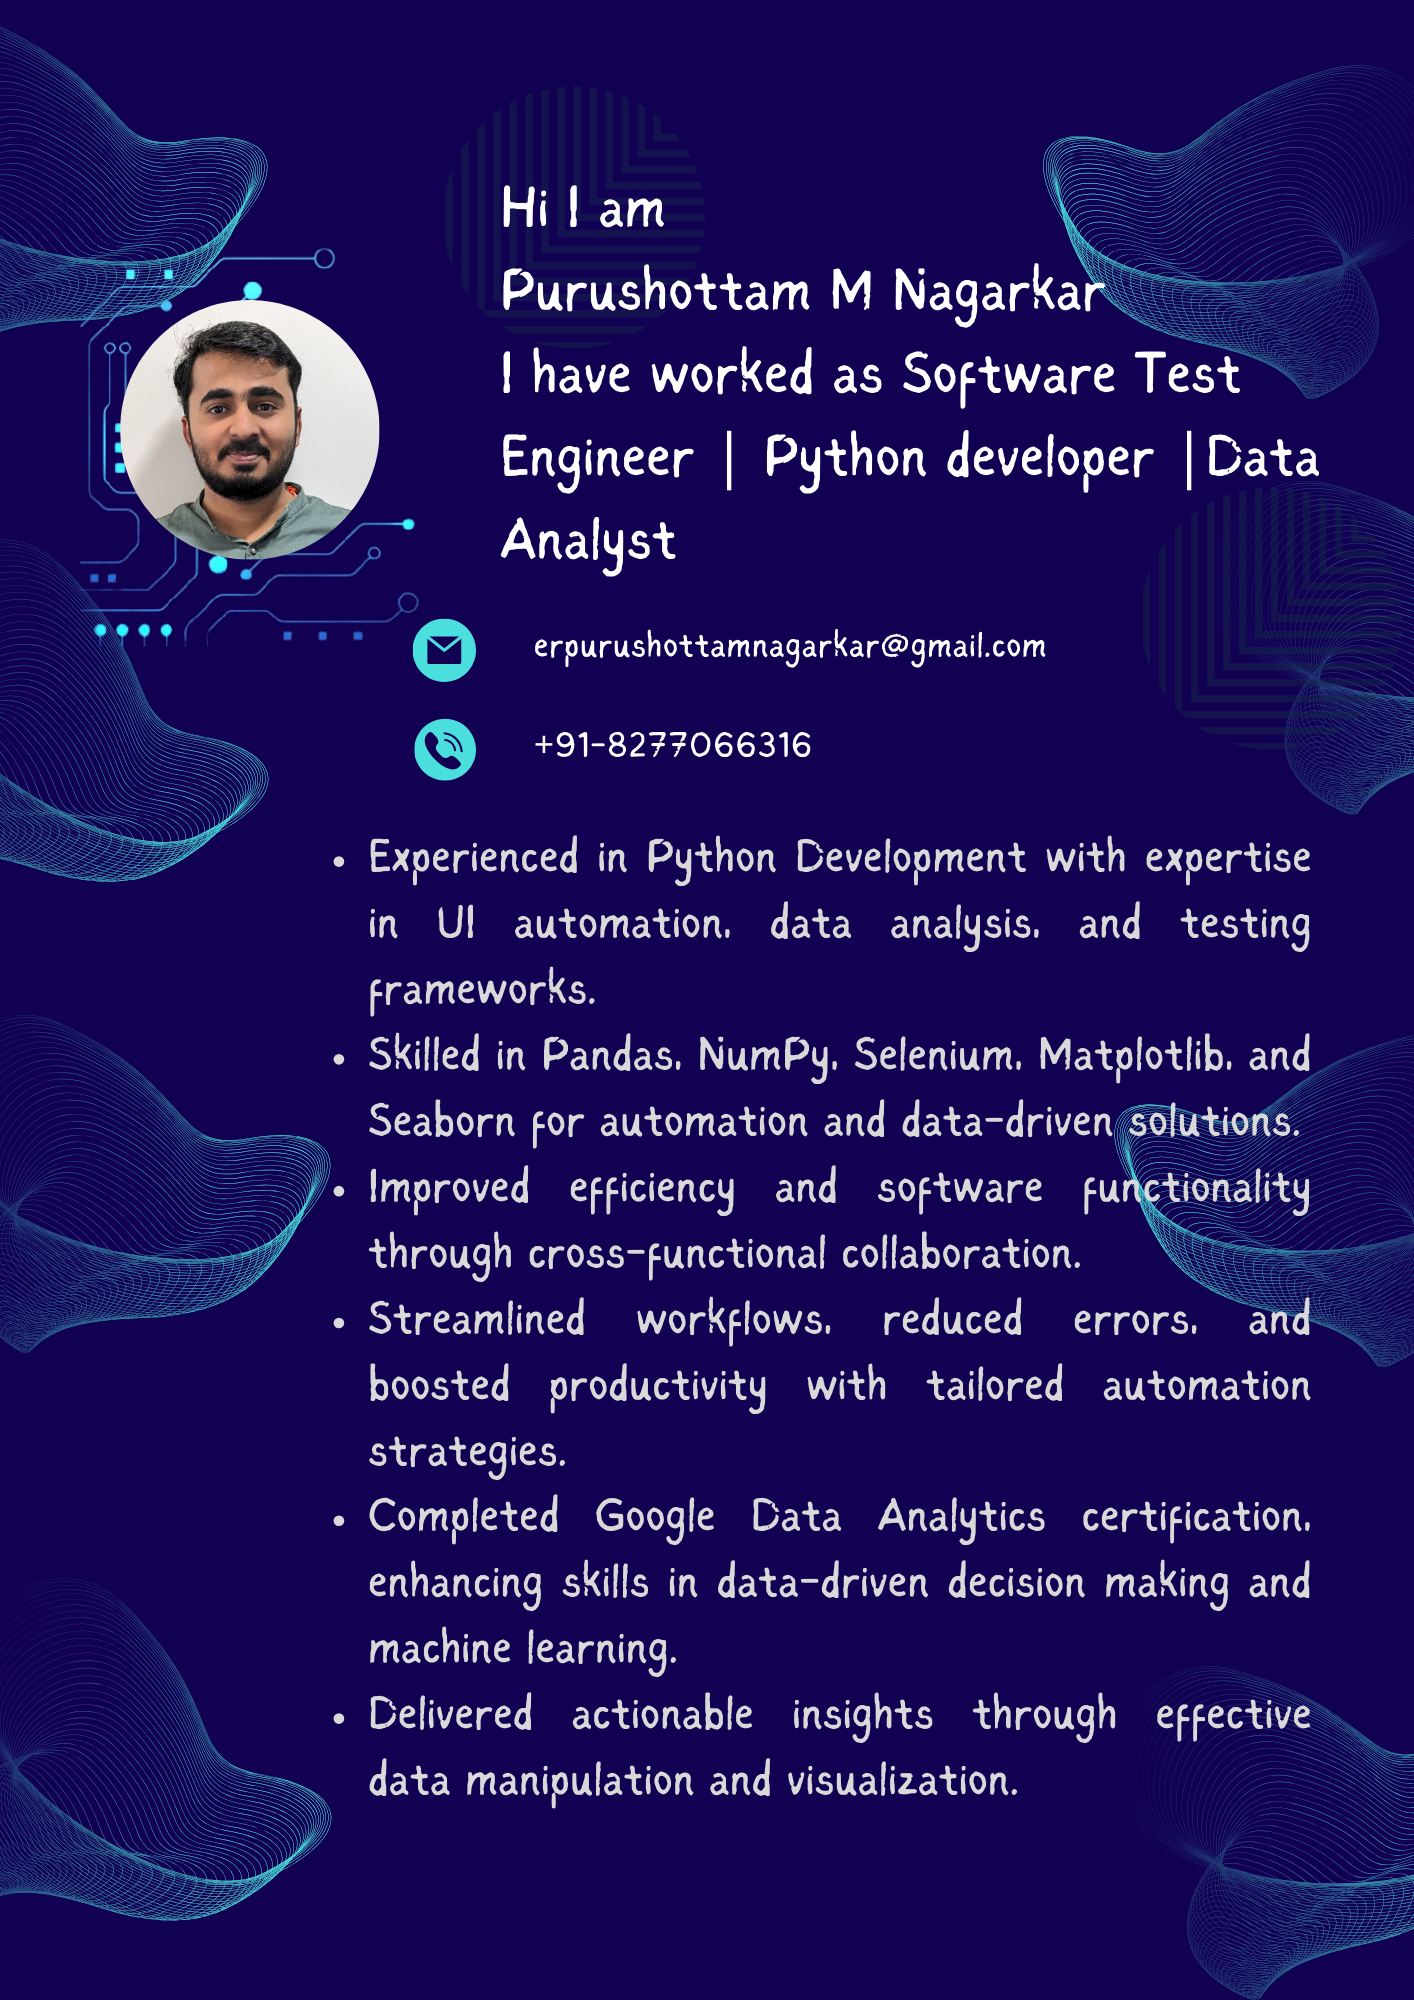 Hi I am
Purushottam M Nagarkar
I have worked as Software Test
Engineer | Python developer |Data
Analyst
erpurushottamnagarkar@gmail.com
+91-8277066316
• Experienced in Python Development with expertise
in UI automation, data analysis, and testing
frameworks.
• Skilled in Pandas, NumPy, Selenium, Matplotlib, and
Seaborn for automation and data-driven solutions.
• Improved efficiency and software functionality
through cross-functional collaboration.
• Streamlined workflows, reduced errors, and
boosted productivity with tailored automation
strategies.
• Completed Google Data Analytics certification,
enhancing skills in data-driven decision making and
machine learning.
• Delivered actionable insights through effective
data manipulation and visualization.